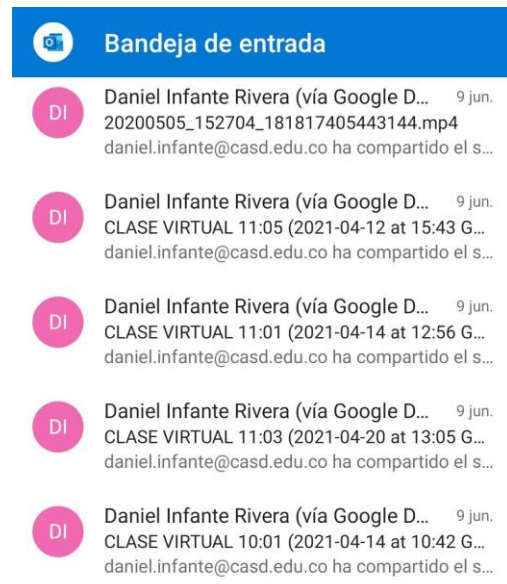 Bandeja de entrada
DI
Daniel Infante Rivera (vía Google D... 9 jun.
20200505_152704_181817405443144.mp4
daniel.infante@casd.edu.co ha compartido el s...
DI
Daniel Infante Rivera (vía Google D... 9 jun.
CLASE VIRTUAL 11:05 (2021-04-12 at 15:43 G...
daniel.infante@casd.edu.co ha compartido el s...
DI
Daniel Infante Rivera (vía Google D... 9 jun.
CLASE VIRTUAL 11:01 (2021-04-14 at 12:56 G...
daniel.infante@casd.edu.co ha compartido el s...
DI
Daniel Infante Rivera (vía Google D... 9 jun.
CLASE VIRTUAL 11:03 (2021-04-20 at 13:05 G...
daniel.infante@casd.edu.co ha compartido el s...
DI
Daniel Infante Rivera (vía Google D... 9 jun.
CLASE VIRTUAL 10:01 (2021-04-14 at 10:42 G...
daniel.infante@casd.edu.co ha compartido el s...